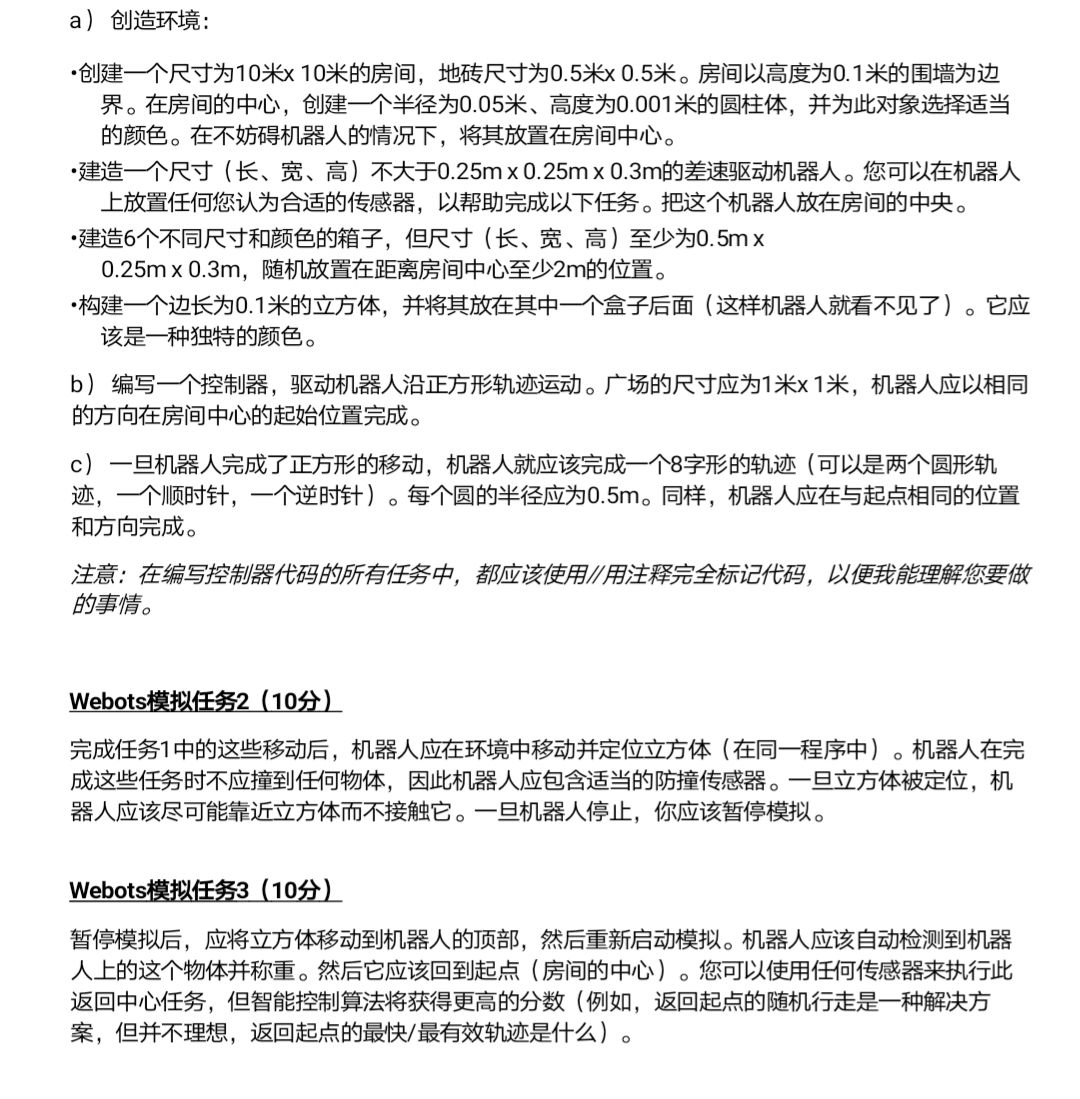 a） 创造环境：
•创建一个尺寸为10米x 10米的房间，地砖尺寸为0.5米x 0.5米。房间以高度为0.1米的围墙为边
界。在房间的中心，创建一个半径为0.05米、高度为0.001米的圆柱体，并为此对象选择适当
的颜色。在不妨碍机器人的情况下，将其放置在房间中心。
•建造一个尺寸（长、宽、高）不大于0.25m x 0.25m x 0.3m的差速驱动机器人。您可以在机器人
上放置任何您认为合适的传感器，以帮助完成以下任务。把这个机器人放在房间的中央。
•建造6个不同尺寸和颜色的箱子，但尺寸（长、宽、高）至少为0.5m x
0.25m x 0.3m，随机放置在距离房间中心至少2m的位置。
•构建一个边长为0.1米的立方体，并将其放在其中一个盒子后面（这样机器人就看不见了）。它应
该是一种独特的颜色。
b） 编写一个控制器，驱动机器人沿正方形轨迹运动。广场的尺寸应为1米x 1米，机器人应以相同
的方向在房间中心的起始位置完成。
c） 一旦机器人完成了正方形的移动，机器人就应该完成一个8字形的轨迹（可以是两个圆形轨
迹，一个顺时针，一个逆时针）。每个圆的半径应为0.5m。同样，机器人应在与起点相同的位置
和方向完成。
注意：在编写控制器代码的所有任务中，都应该使用//用注释完全标记代码，以便我能理解您要做
的事情。
Webots模拟任务2（10分）
完成任务1中的这些移动后，机器人应在环境中移动并定位立方体（在同一程序中）。机器人在完
成这些任务时不应撞到任何物体，因此机器人应包含适当的防撞传感器。一旦立方体被定位，机
器人应该尽可能靠近立方体而不接触它。一旦机器人停止，你应该暂停模拟。
Webots模拟任务3（10分）
暂停模拟后，应将立方体移动到机器人的顶部，然后重新启动模拟。机器人应该自动检测到机器
人上的这个物体并称重。然后它应该回到起点（房间的中心）。您可以使用任何传感器来执行此
返回中心任务，但智能控制算法将获得更高的分数（例如，返回起点的随机行走是一种解决方
案，但并不理想，返回起点的最快/最有效轨迹是什么）。